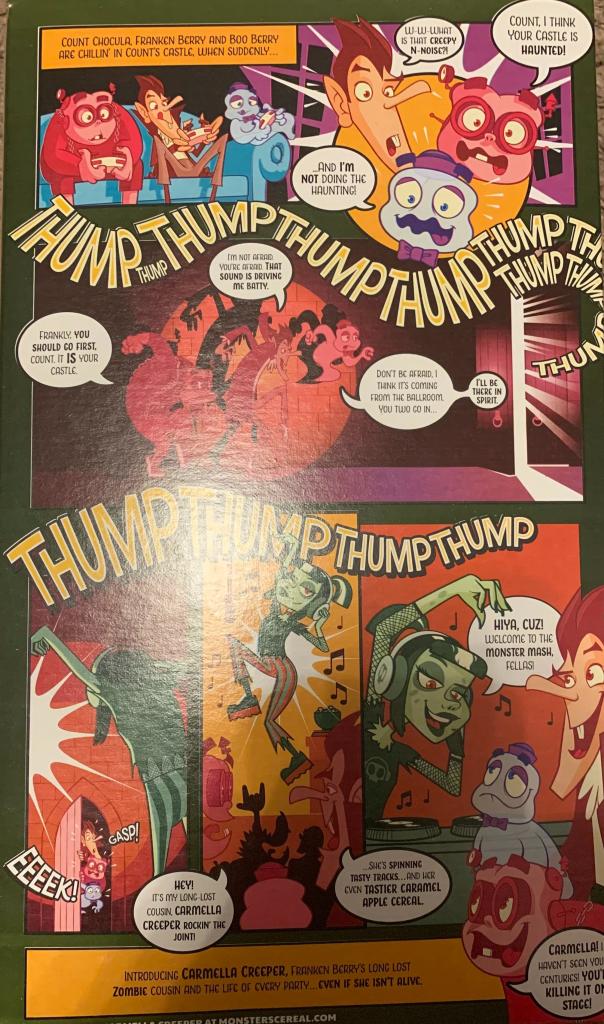 COUNT CHOCULA, FRANKEN BERRY AND BOO BERRY
ARE CHILLIN' IN COUNT'S CASTLE, WHEN SUDDENLY...
W-W-WHAT
IS THAT CREEPY
N-NOISE?!
COUNT, I THINK
YOUR CASTLE IS
HAUNTED!
...AND I'M
NOT DOING THE
HAUNTING!
THUMP THUMP THUMP THUMP THUMP THUMP THUMP
THUMP THUMP
THUMP
I'M NOT AFRAID.
YOU'RE AFRAID. THAT
SOUND IS DRIVING
ME BATTY.
FRANKLY, YOU
SHOULD GO FIRST,
COUNT. IT IS YOUR
CASTLE.
DON'T BE AFRAID, I
THINK IT'S COMING
FROM THE BALLROOM.
YOU TWO GO IN...
I'LL BE
THERE IN
SPIRIT.
THUMP THUMP THUMP THUMP
HIYA, CUZ!
WELCOME TO THE
MONSTER MASH,
FELLAS!
GASP!
EEEEK!
HEY!
IT'S MY LONG-LOST
COUSIN, CARMELLA
CREEPER ROCKIN' THE
JOINT!
...SHE'S SPINNING
TASTY TRACKS...AND HER
EVEN TASTIER CARAMEL
APPLE CEREAL.
CARMELLA! I
HAVEN'T SEEN YOU
CENTURIES! YOU'
KILLING IT ON
STAGE!
INTRODUCING CARMELLA CREEPER, FRANKEN BERRY'S LONG LOST
ZOMBIE COUSIN AND THE LIFE OF EVERY PARTY...EVEN IF SHE ISN'T ALIVE.
CARMELLA CREEPER AT MONSTERSCEREAL.COM